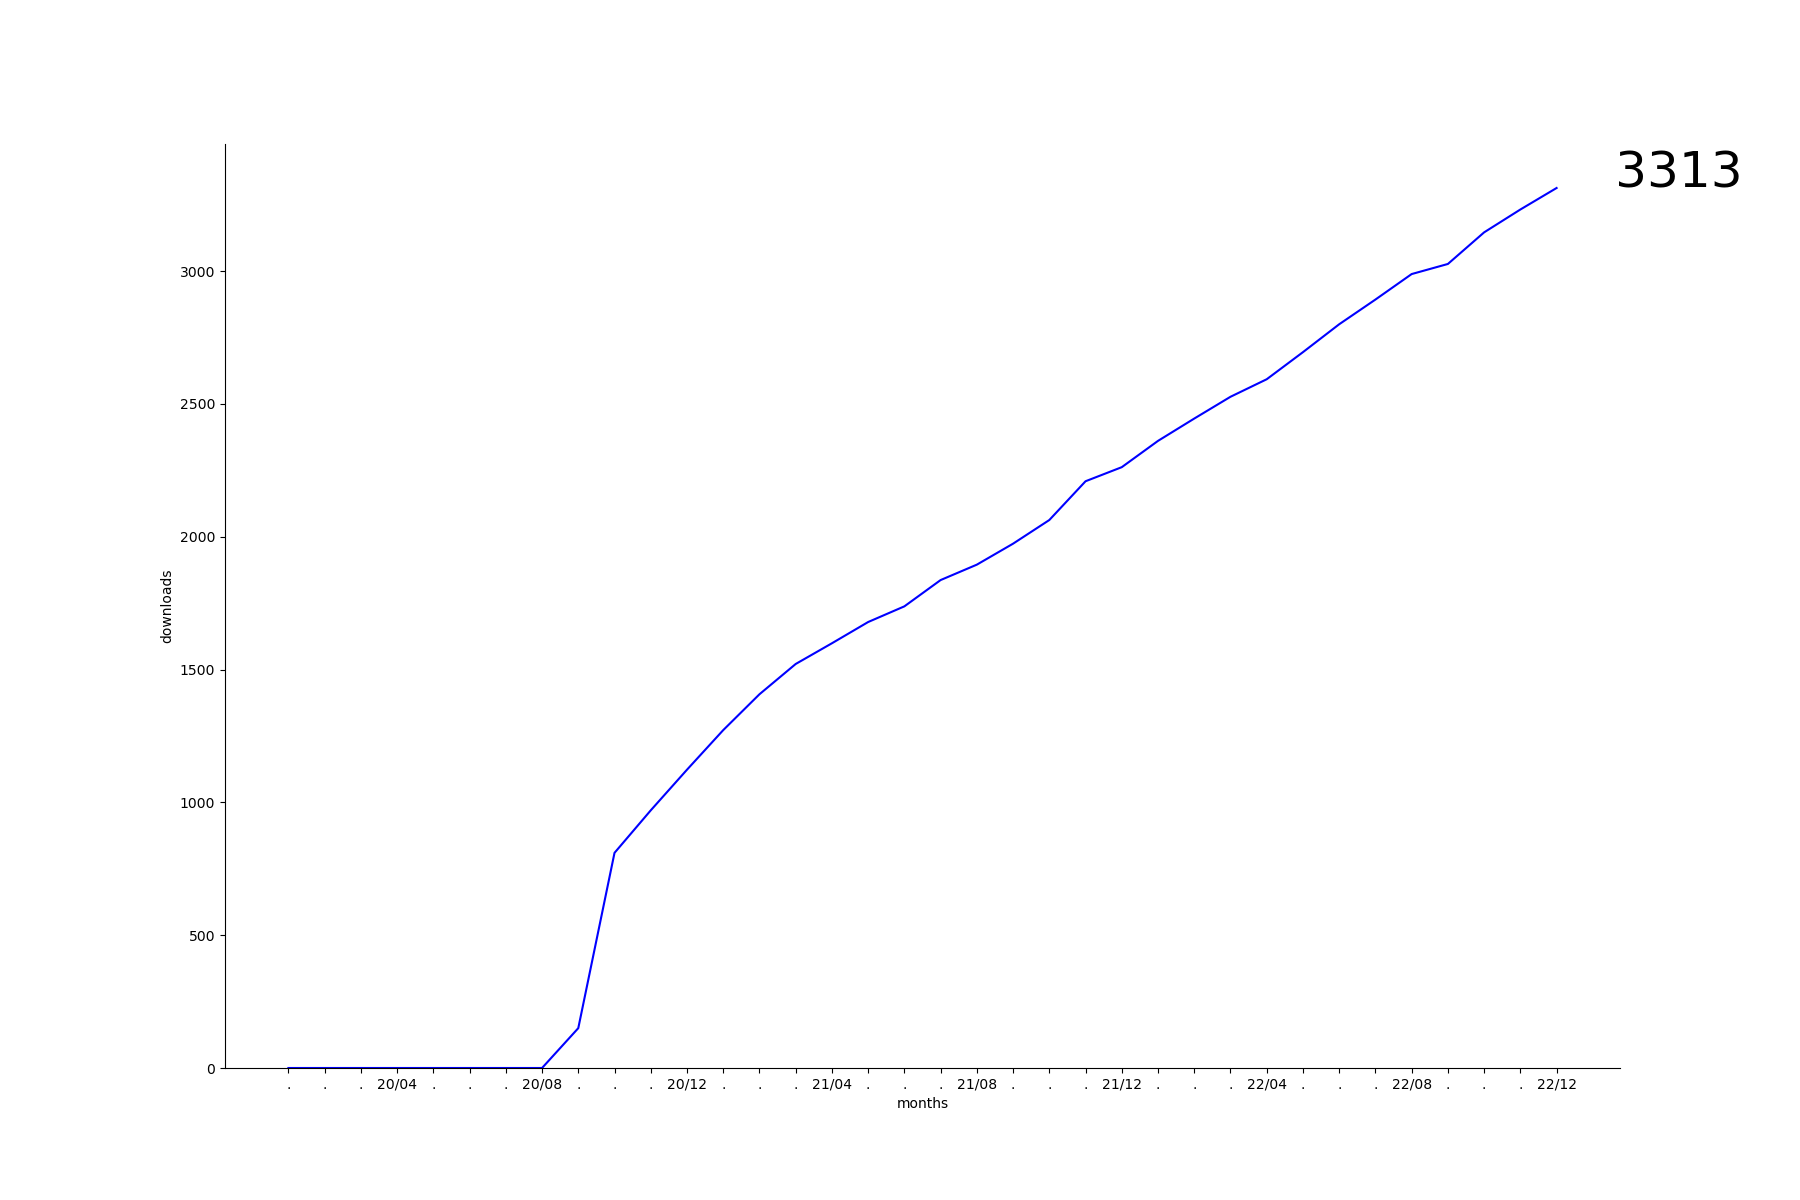 3313
3000
2500
2000
1500
1000
500
0
downloads
. . . 20/04 . . . 20/08 . . . 20/12 . . . 21/04 . . . 21/08 . . . 21/12 . . . 22/04 . . . 22/08 . . . 22/12
months